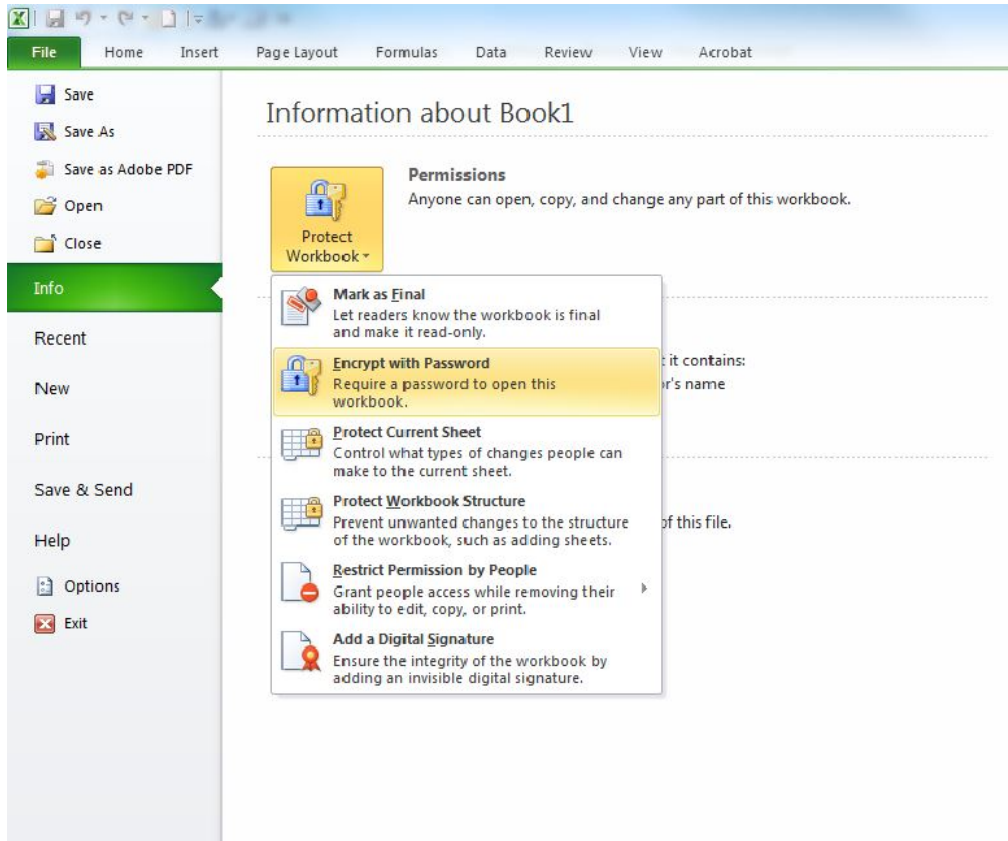 File Home Insert Page Layout Formulas Data Review View Acrobat
Save
Save As
Save as Adobe PDF
Open
Close
Info
Recent
New
Print
Save & Send
Help
Options
Exit
Information about Book1
Permissions
Anyone can open, copy, and change any part of this workbook.
Protect
Workbook
Mark as Final
Let readers know the workbook is final
and make it read-only.
Encrypt with Password
Require a password to open this
workbook.
Protect Current Sheet
Control what types of changes people can
make to the current sheet.
Protect Workbook Structure
Prevent unwanted changes to the structure
of the workbook, such as adding sheets.
Restrict Permission by People
Grant people access while removing their
ability to edit, copy, or print.
Add a Digital Signature
Ensure the integrity of the workbook by
adding an invisible digital signature.
it contains:
's name
of this file.